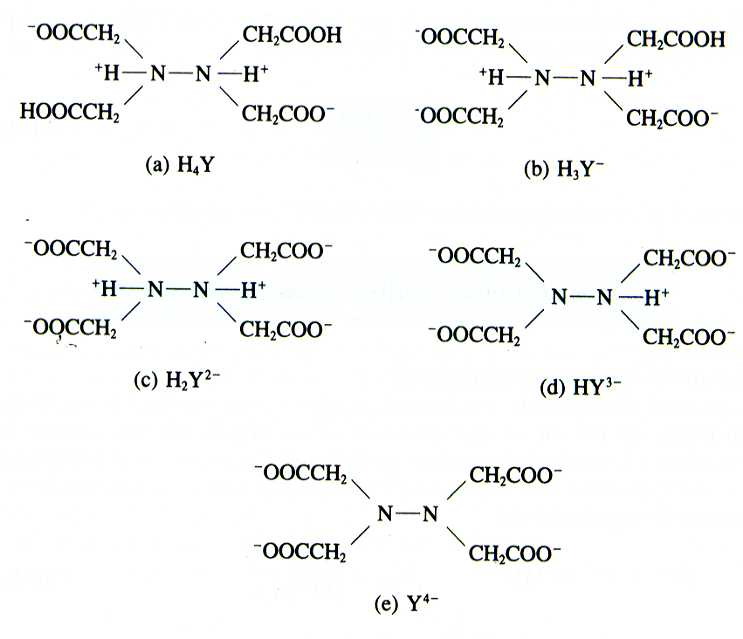 ⁻OOCCH₂ CH₂COOH
⁺H—N—N—H⁺
HOOCCH₂ CH₂COO⁻
(a) H₄Y
⁻OOCCH₂ CH₂COOH
⁺H—N—N—H⁺
⁻OOCCH₂ CH₂COO⁻
(b) H₃Y⁻
⁻OOCCH₂ CH₂COO⁻
⁺H—N—N—H⁺
⁻OOCCH₂ CH₂COO⁻
(c) H₂Y²⁻
⁻OOCCH₂ CH₂COO⁻
N—N—H⁺
⁻OOCCH₂ CH₂COO⁻
(d) HY³⁻
⁻OOCCH₂ CH₂COO⁻
N—N
⁻OOCCH₂ CH₂COO⁻
(e) Y⁴⁻